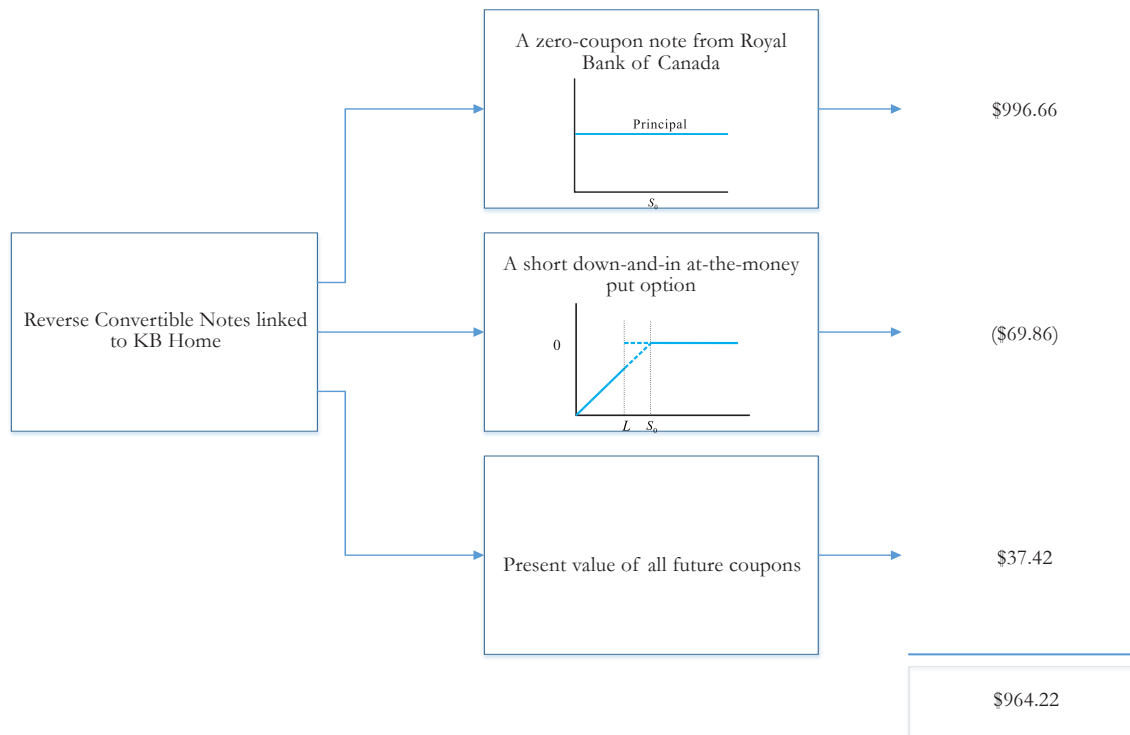 A zero-coupon note from Royal
Bank of Canada
Principal
S₀
$996.66
Reverse Convertible Notes linked
to KB Home
A short down-and-in at-the-money
put option
0
L S₀
($69.86)
Present value of all future coupons
$37.42
$964.22